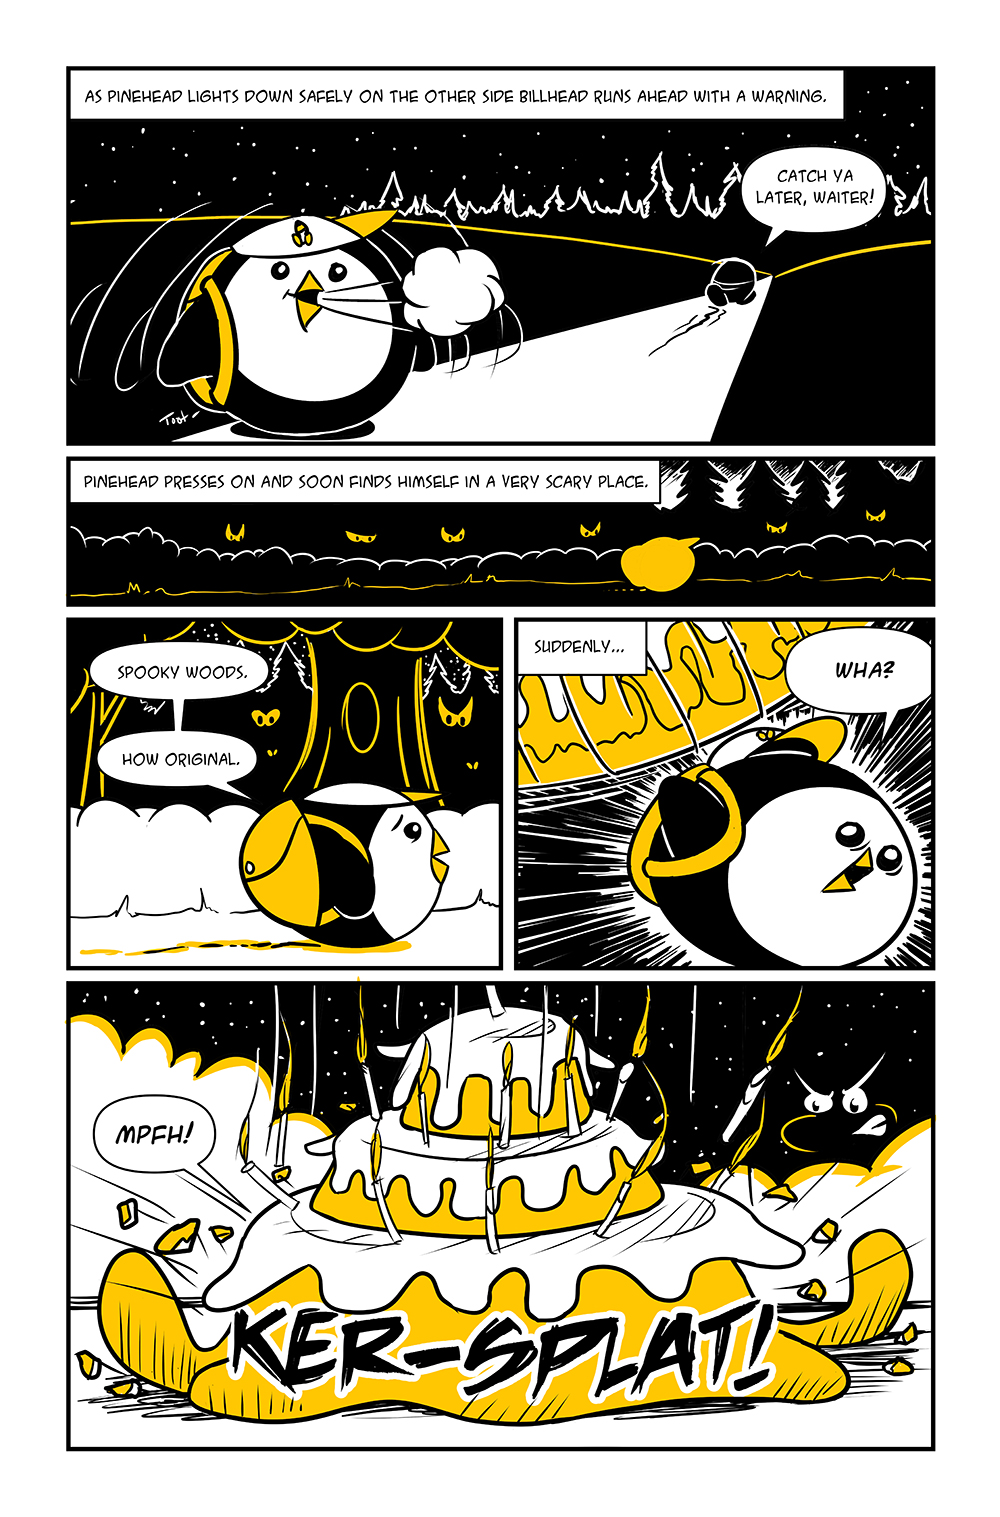 AS PINEHEAD LIGHTS DOWN SAFELY ON THE OTHER SIDE BILLHEAD RUNS AHEAD WITH A WARNING.
CATCH YA
LATER, WAITER!
Toot-
PINEHEAD PRESSES ON AND SOON FINDS HIMSELF IN A VERY SCARY PLACE.
SPOOKY WOODS.
HOW ORIGINAL.
SUDDENLY...
WHA?
MPFH!
KER-SPLAT!